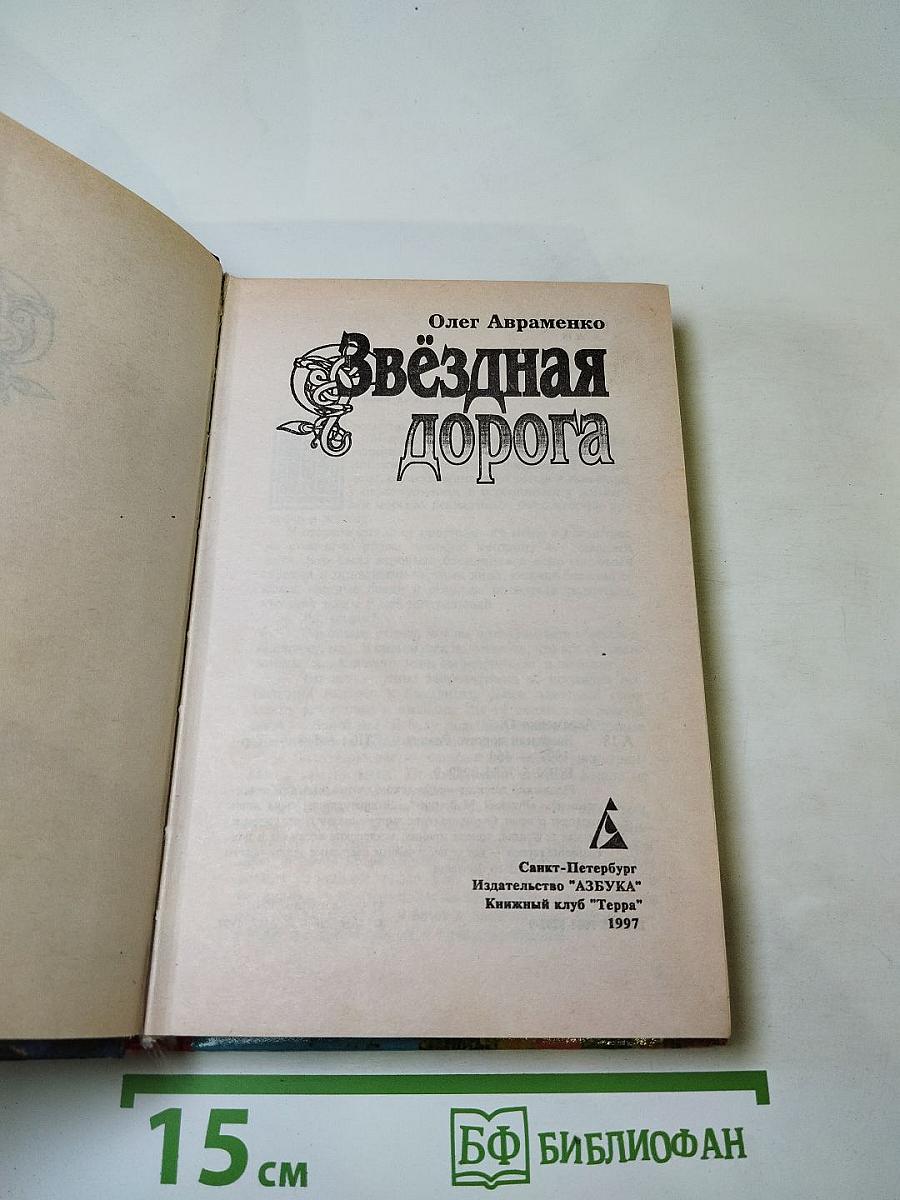 Олег Авраменко
Звёздная
дорога
Санкт-Петербург
Издательство "АЗБУКА"
Книжный клуб "Терра"
1997
15 см
БФ БИБЛИОФАН